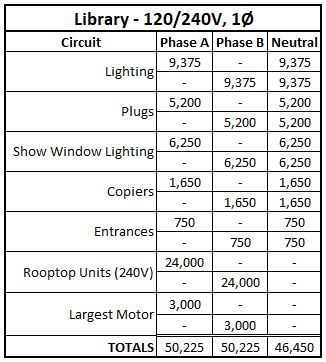 Library - 120/240V, 1Ø
Circuit Phase A Phase B Neutral
Lighting 9,375 - 9,375
- 9,375 9,375
Plugs 5,200 - 5,200
- 5,200 5,200
Show Window Lighting 6,250 - 6,250
- 6,250 6,250
Copiers 1,650 - 1,650
- 1,650 1,650
Entrances 750 - 750
- 750 750
Rooptop Units (240V) 24,000 -
- 24,000
Largest Motor 3,000 -
- 3,000
TOTALS 50,225 50,225 46,450